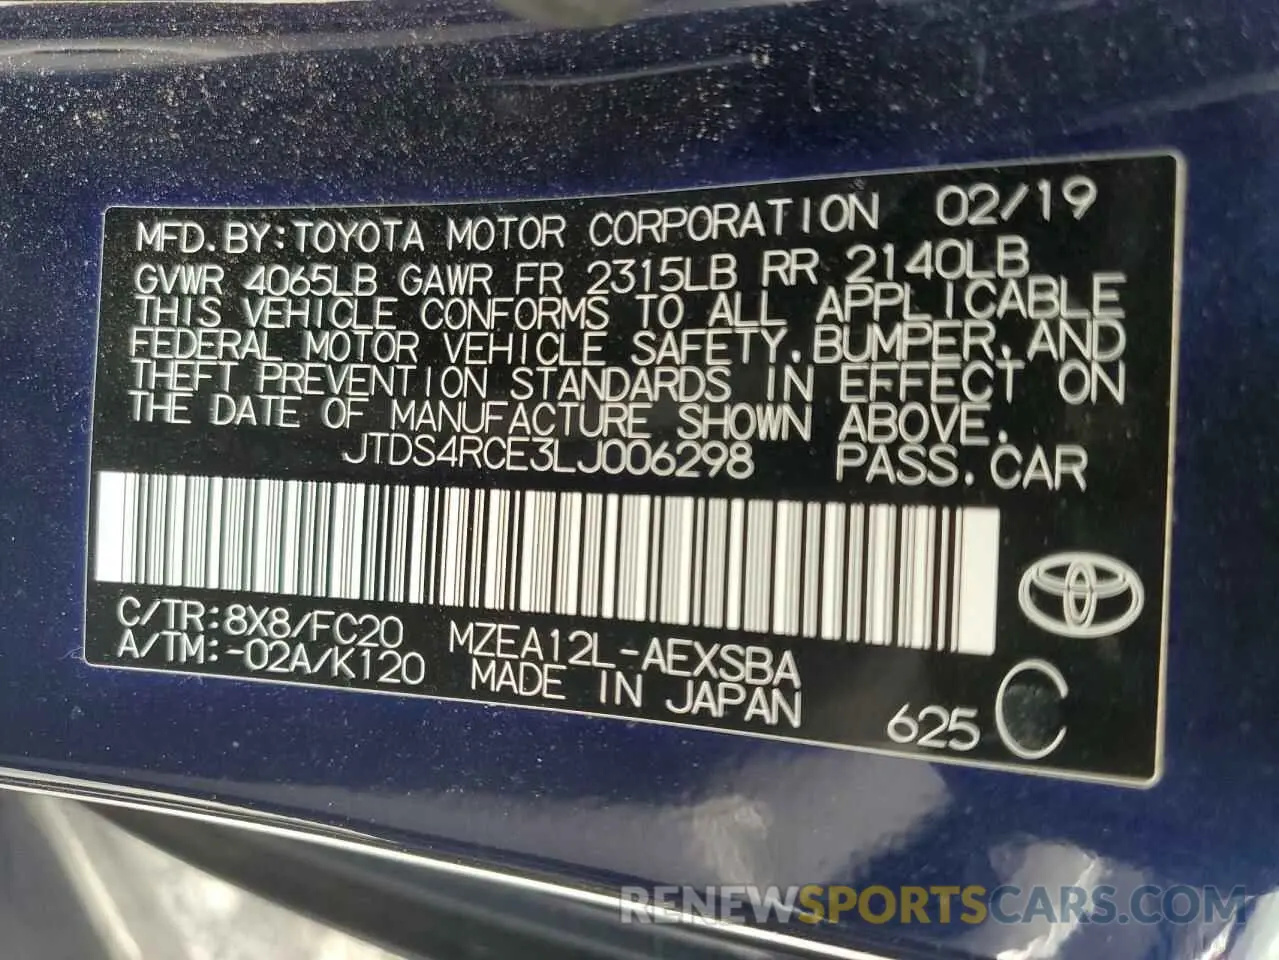 MFD.BY:TOYOTA MOTOR CORPORATION 02/19
GVWR 4065LB GAWR FR 2315LB RR 2140LB
THIS VEHICLE CONFORMS TO ALL APPLICABLE
FEDERAL MOTOR VEHICLE SAFETY,BUMPER,AND
THEFT PREVENTION STANDARDS IN EFFECT ON
THE DATE OF MANUFACTURE SHOWN ABOVE.
JTDS4RCE3LJ006298 PASS.CAR
C/TR:8X8/FC20 MZEA12L-AEXSBA
A/TM:-02A/K120 MADE IN JAPAN
625 C
RENEWSPORTSCARS.COM